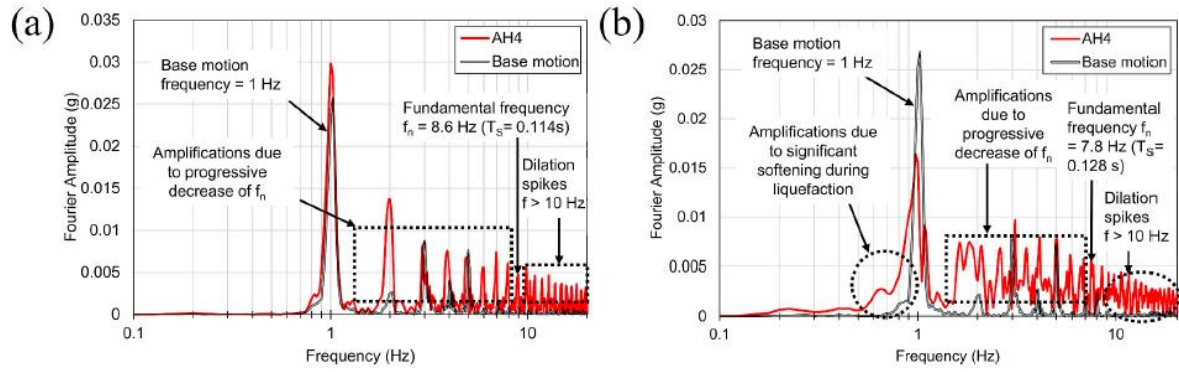 (a)
0.035
0.03
0.025
0.02
0.015
0.01
0.005
0
Fourier Amplitude (g)
0.1
1
10
Frequency (Hz)
AH4
Base motion
Base motion
frequency = 1 Hz
Fundamental frequency
fn = 8.6 Hz (TS= 0.114s)
Amplifications due
to progressive
decrease of fn
Dilation
spikes
f > 10 Hz
(b)
0.03
0.025
0.02
0.015
0.01
0.005
0
Fourier Amplitude (g)
0.1
1
10
Frequency (Hz)
AH4
Base motion
Base motion
frequency = 1 Hz
Amplifications due
to significant
softening during
liquefaction
Amplifications
due to
progressive
decrease of fn
Fundamental
frequency fn
= 7.8 Hz (TS=
0.128 s)
Dilation
spikes
f > 10 Hz